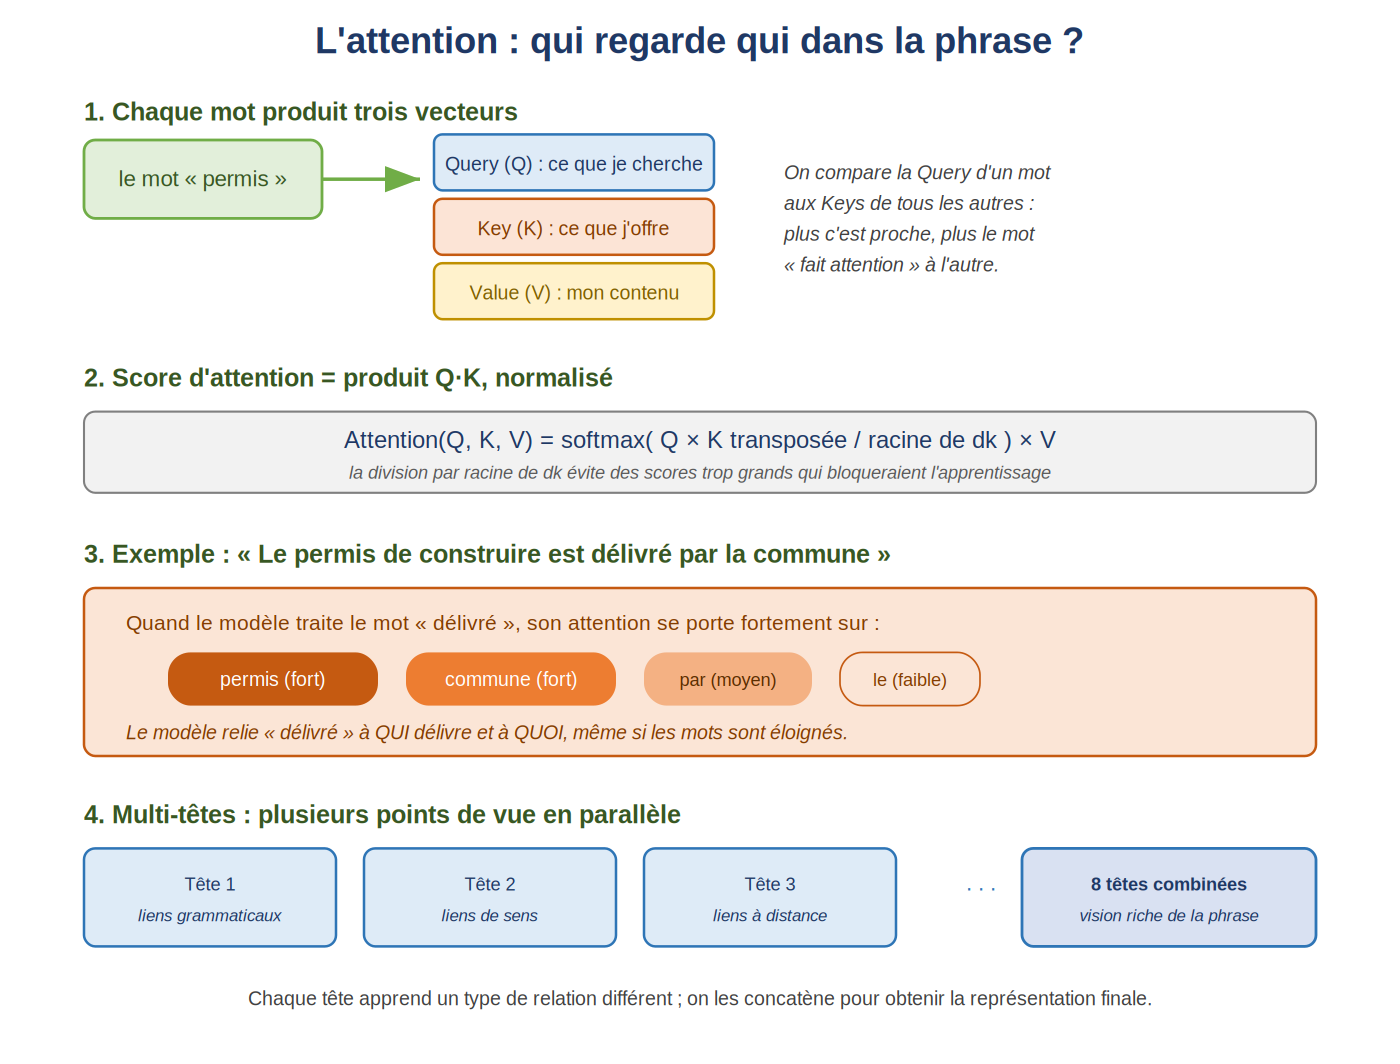 L'attention : qui regarde qui dans la phrase ?
1. Chaque mot produit trois vecteurs
le mot « permis »
Query (Q) : ce que je cherche
Key (K) : ce que j'offre
Value (V) : mon contenu
On compare la Query d'un mot
aux Keys de tous les autres :
plus c'est proche, plus le mot
« fait attention » à l'autre.
2. Score d'attention = produit Q·K, normalisé
Attention(Q, K, V) = softmax( Q × K transposée / racine de dk ) × V
la division par racine de dk évite des scores trop grands qui bloqueraient l'apprentissage
3. Exemple : « Le permis de construire est délivré par la commune »
Quand le modèle traite le mot « délivré », son attention se porte fortement sur :
permis (fort)
commune (fort)
par (moyen)
le (faible)
Le modèle relie « délivré » à QUI délivre et à QUOI, même si les mots sont éloignés.
4. Multi-têtes : plusieurs points de vue en parallèle
Tête 1
liens grammaticaux
Tête 2
liens de sens
Tête 3
liens à distance
. . .
8 têtes combinées
vision riche de la phrase
Chaque tête apprend un type de relation différent ; on les concatène pour obtenir la représentation finale.